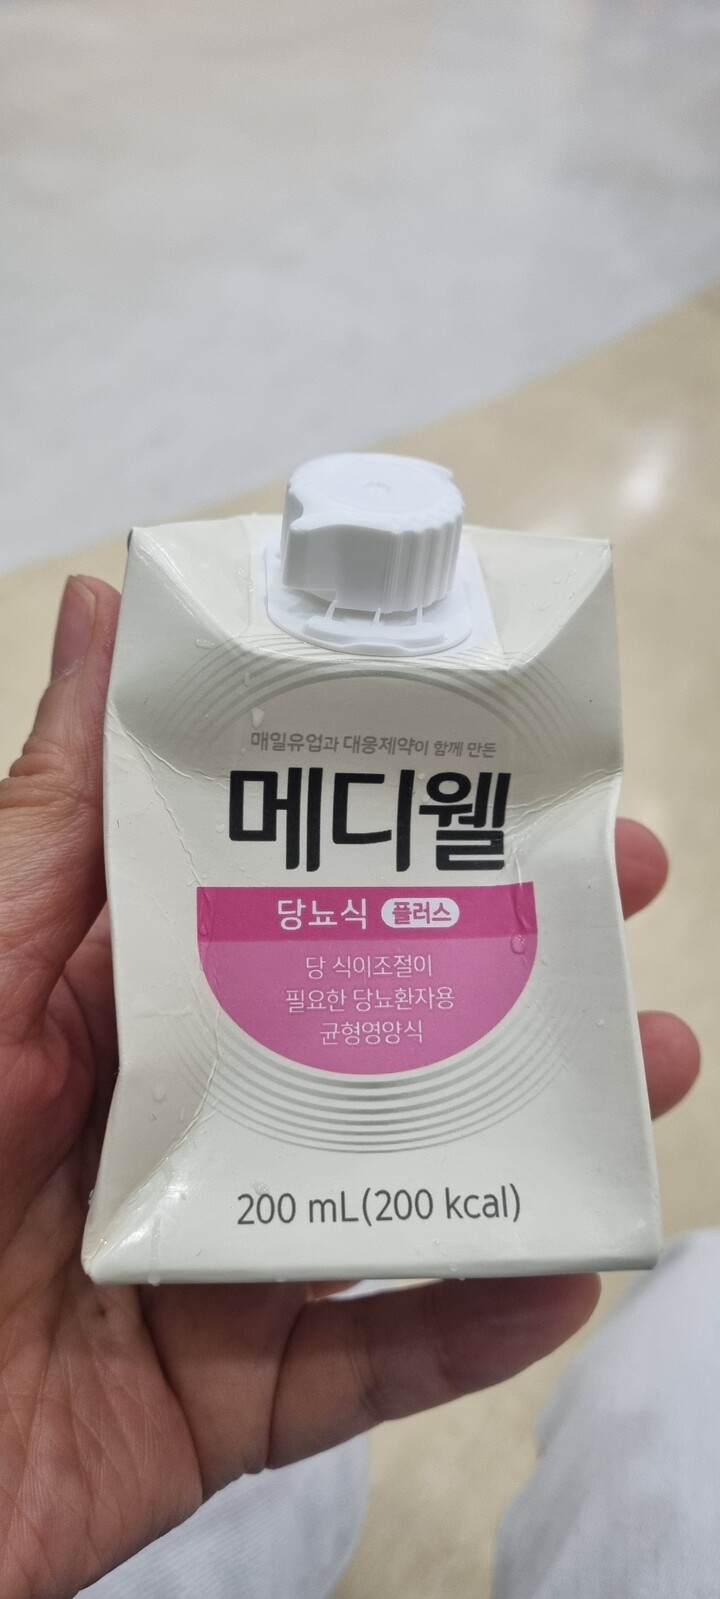 매일유업과 대웅제약이 함께 만든
메디웰
당뇨식 플러스
당 식이조절이
필요한 당뇨환자용
균형영양식
200 mL(200 kcal)